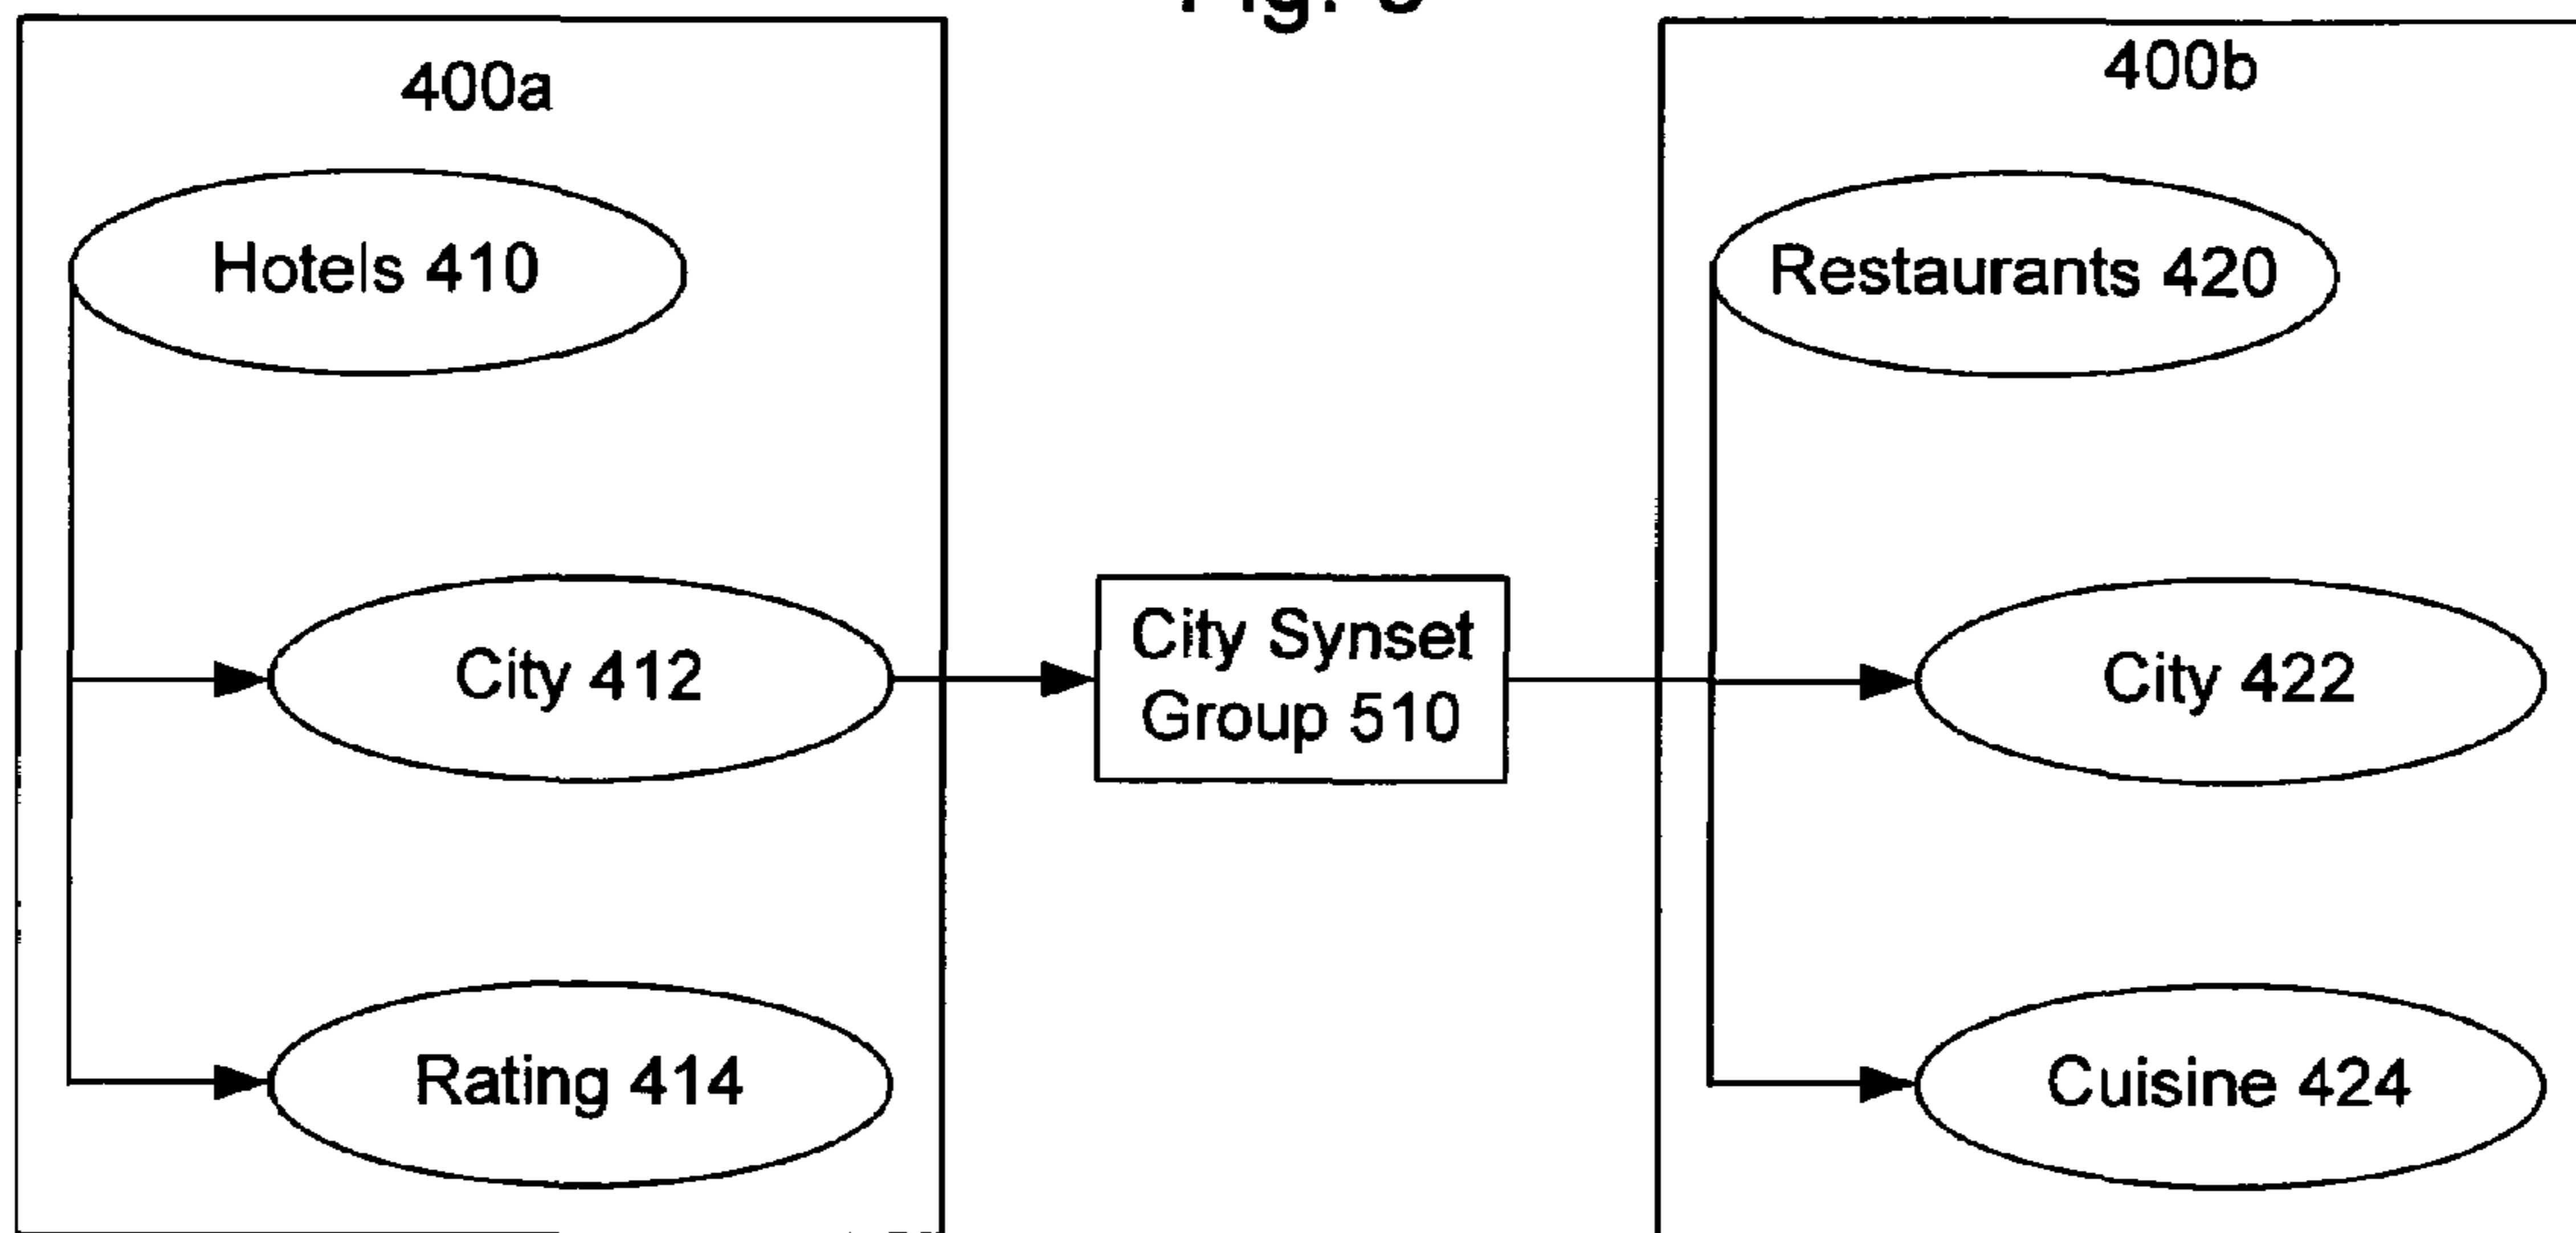 400a
400b
Hotels 410
Restaurants 420
City 412
City Synset
Group 510
City 422
Rating 414
Cuisine 424